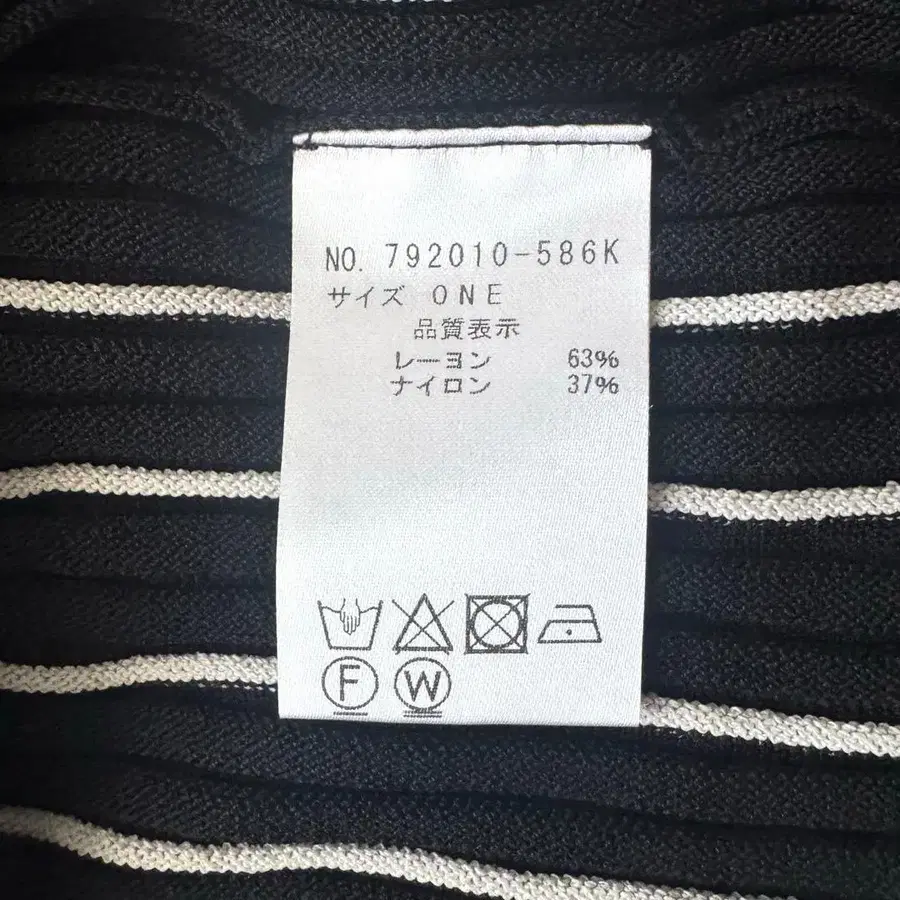 NO. 792010-586K
サイズ ONE
品質表示
レーヨン 63%
ナイロン 37%
F W